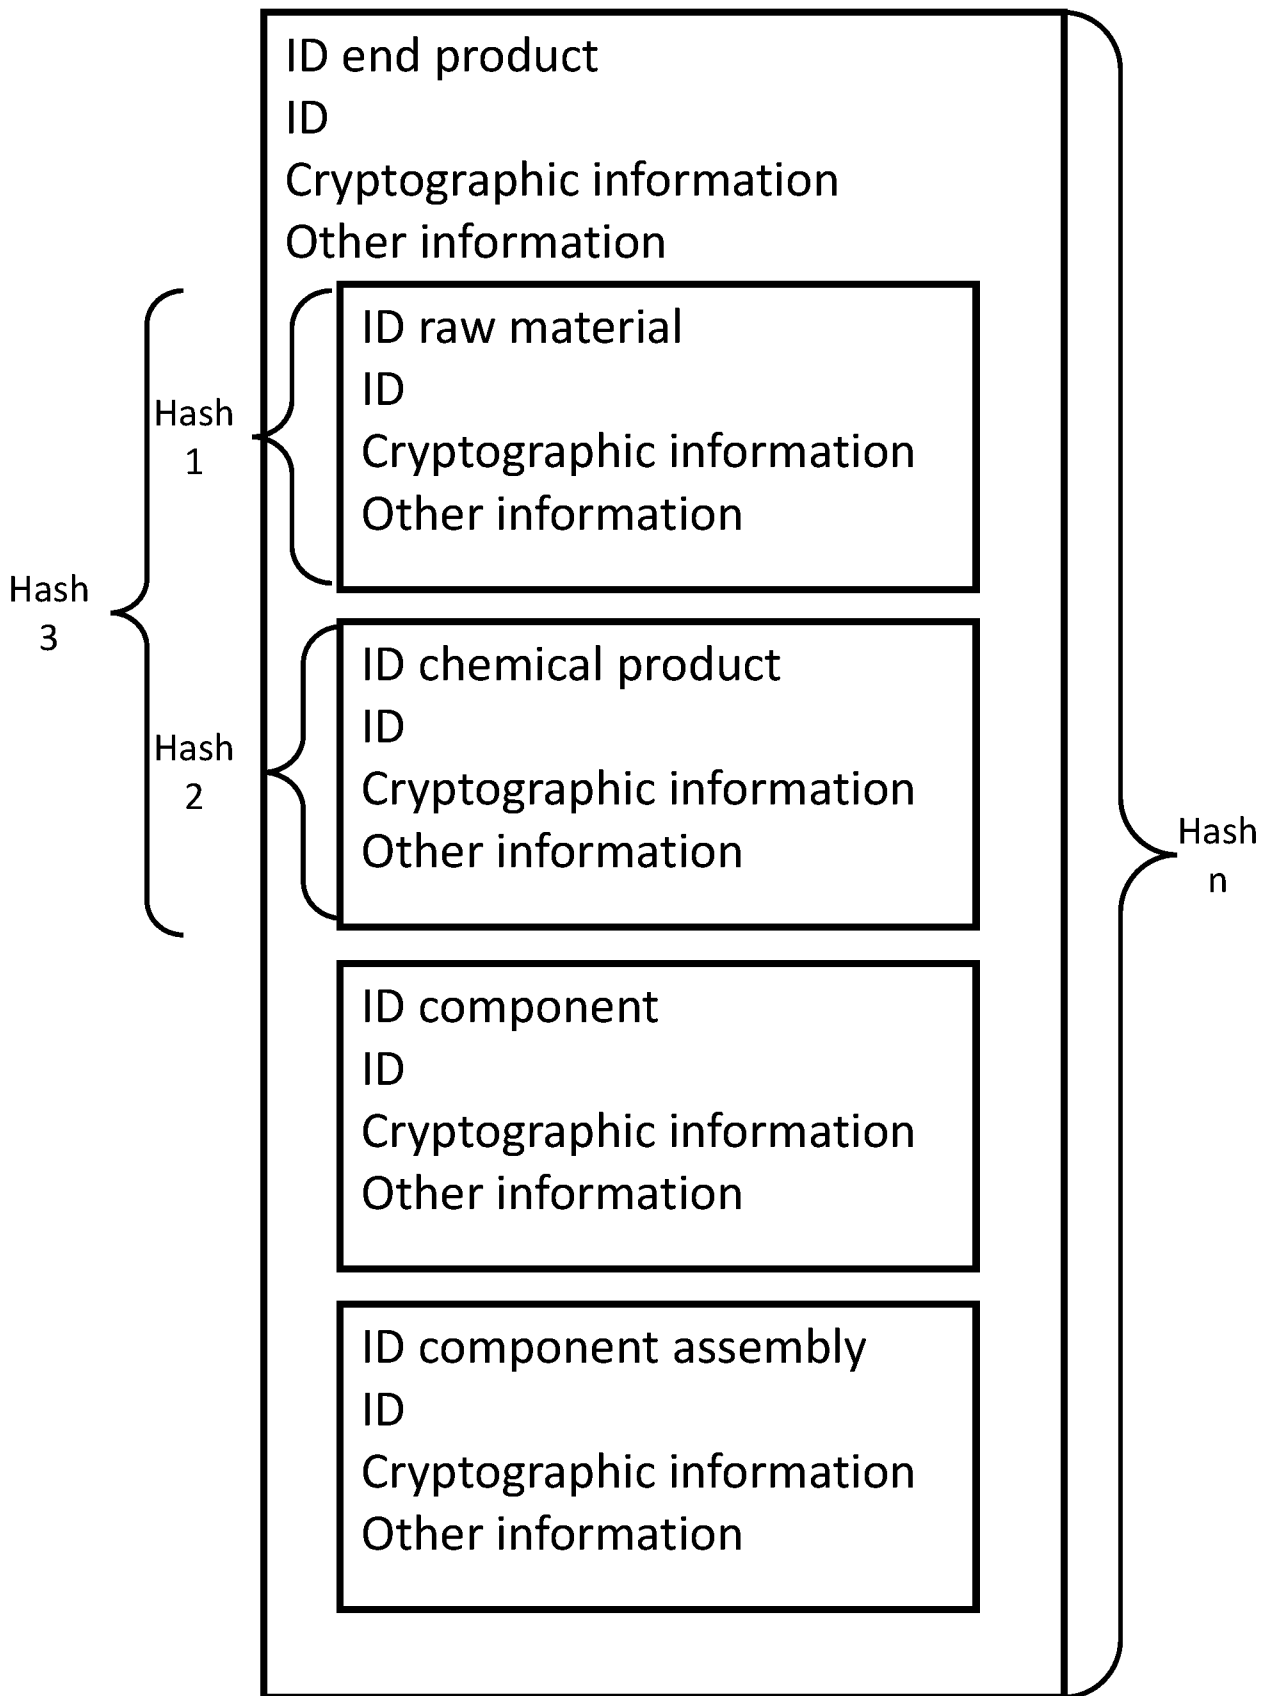 ID end product
ID
Cryptographic information
Other information
ID raw material
ID
Cryptographic information
Other information
Hash
1
Hash
3
ID chemical product
ID
Cryptographic information
Other information
Hash
2
Hash
n
ID component
ID
Cryptographic information
Other information
ID component assembly
ID
Cryptographic information
Other information